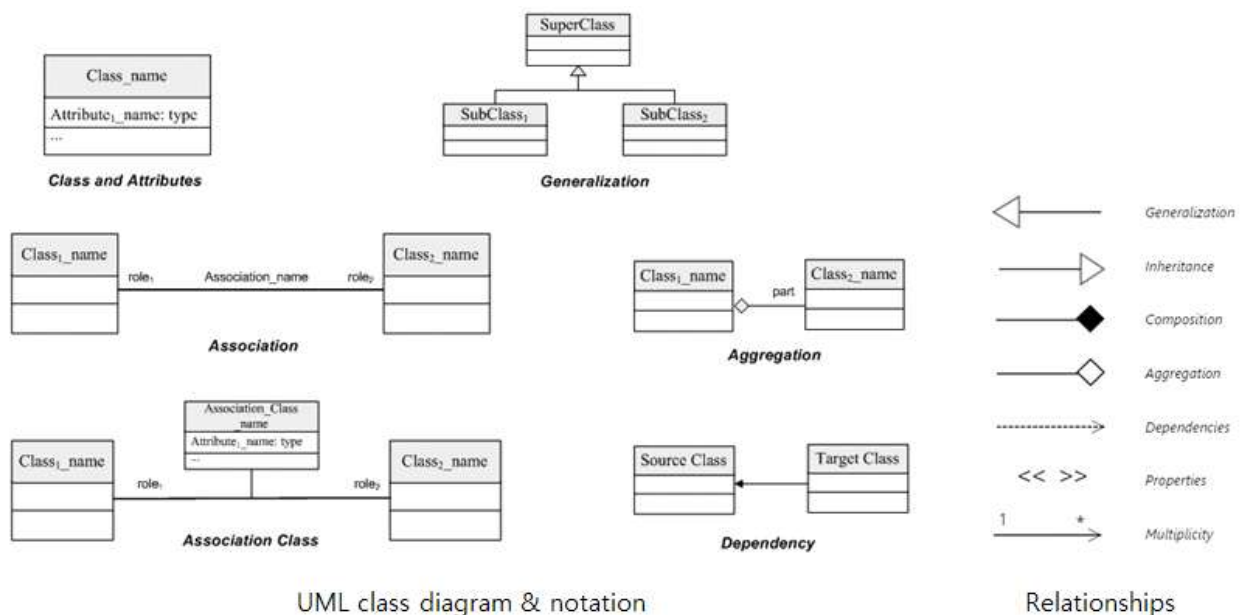 SuperClass
SubClass₁
SubClass₂
Generalization
Class_name
Attribute₁_name: type
...
Class and Attributes
Class₁_name
role₁
Association_name
role₂
Class₂_name
Association
Class₁_name
part
Class₂_name
Aggregation
Association_Class
_name
Attribute₁_name: type
...
Class₁_name
role₁
role₂
Class₂_name
Association Class
Source Class
Target Class
Dependency
UML class diagram & notation
Generalization
Inheritance
Composition
Aggregation
Dependencies
<< >>
Properties
1
*
Multiplicity
Relationships